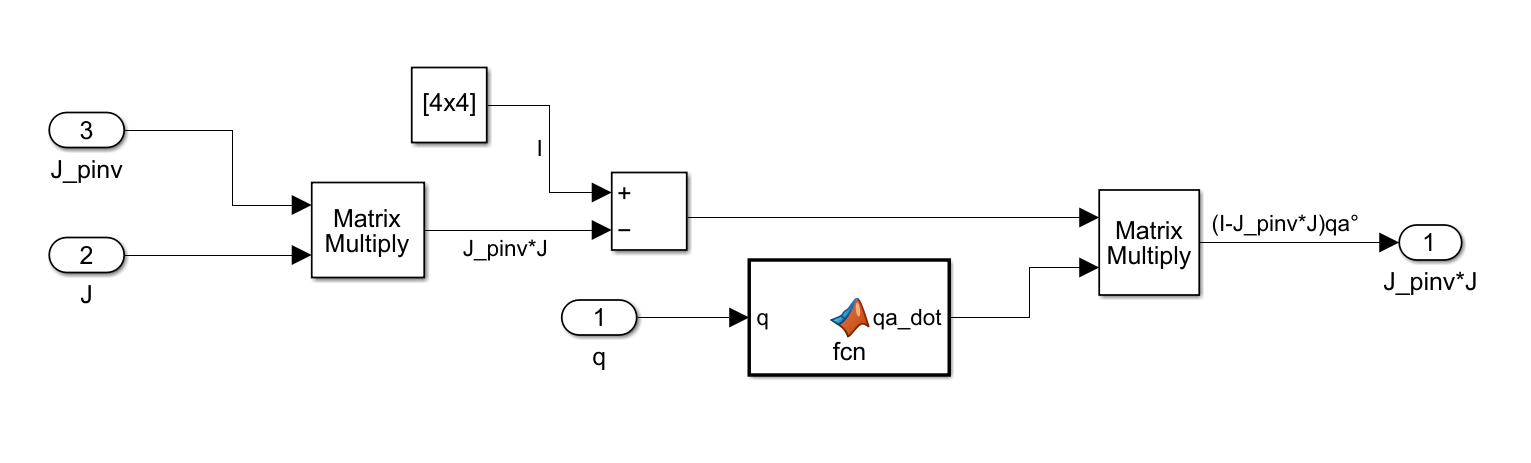 [4x4]
3
J_pinv
I
Matrix
Multiply
+
−
J_pinv*J
2
J
Matrix
Multiply
(I-J_pinv*J)qa°
1
J_pinv*J
1
q
q
qa_dot
fcn